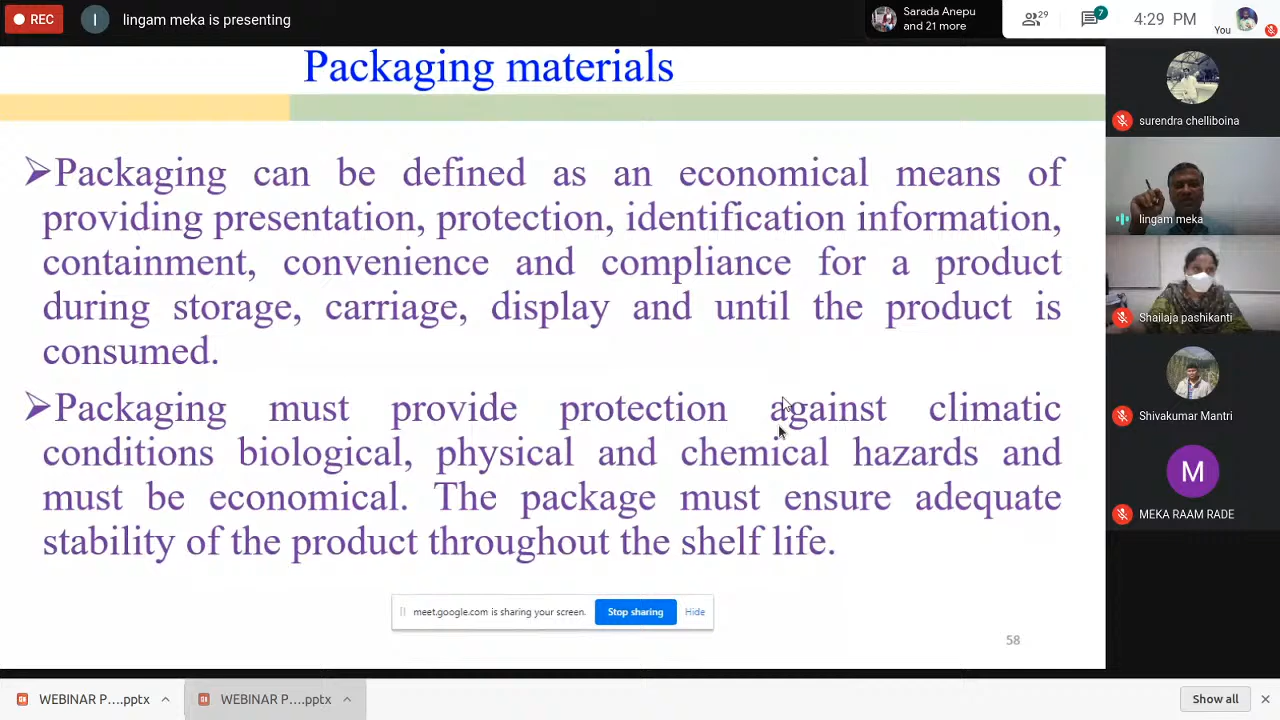 REC
I
lingam meka is presenting
Sarada Anepu
and 21 more
29
7
4:29 PM
You
Packaging materials
➢Packaging can be defined as an economical means of
providing presentation, protection, identification information,
containment, convenience and compliance for a product
during storage, carriage, display and until the product is
consumed.
➢Packaging must provide protection against climatic
conditions biological, physical and chemical hazards and
must be economical. The package must ensure adequate
stability of the product throughout the shelf life.
meet.google.com is sharing your screen.
Stop sharing
Hide
58
surendra chelliboina
lingam meka
Shailaja pashikanti
Shivakumar Mantri
M
MEKA RAAM RADE
WEBINAR P....pptx
WEBINAR P....pptx
Show all